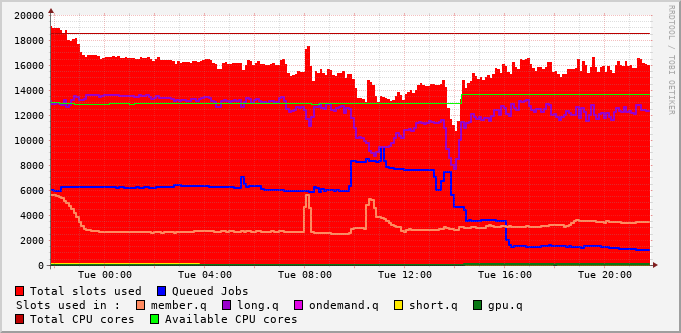 RRDTOOL / TOBI OETIKER
20000
18000
16000
14000
12000
10000
8000
6000
4000
2000
0
Tue 00:00 Tue 04:00 Tue 08:00 Tue 12:00 Tue 16:00 Tue 20:00
Total slots used Queued Jobs
Slots used in : member.q long.q ondemand.q short.q gpu.q
Total CPU cores Available CPU cores